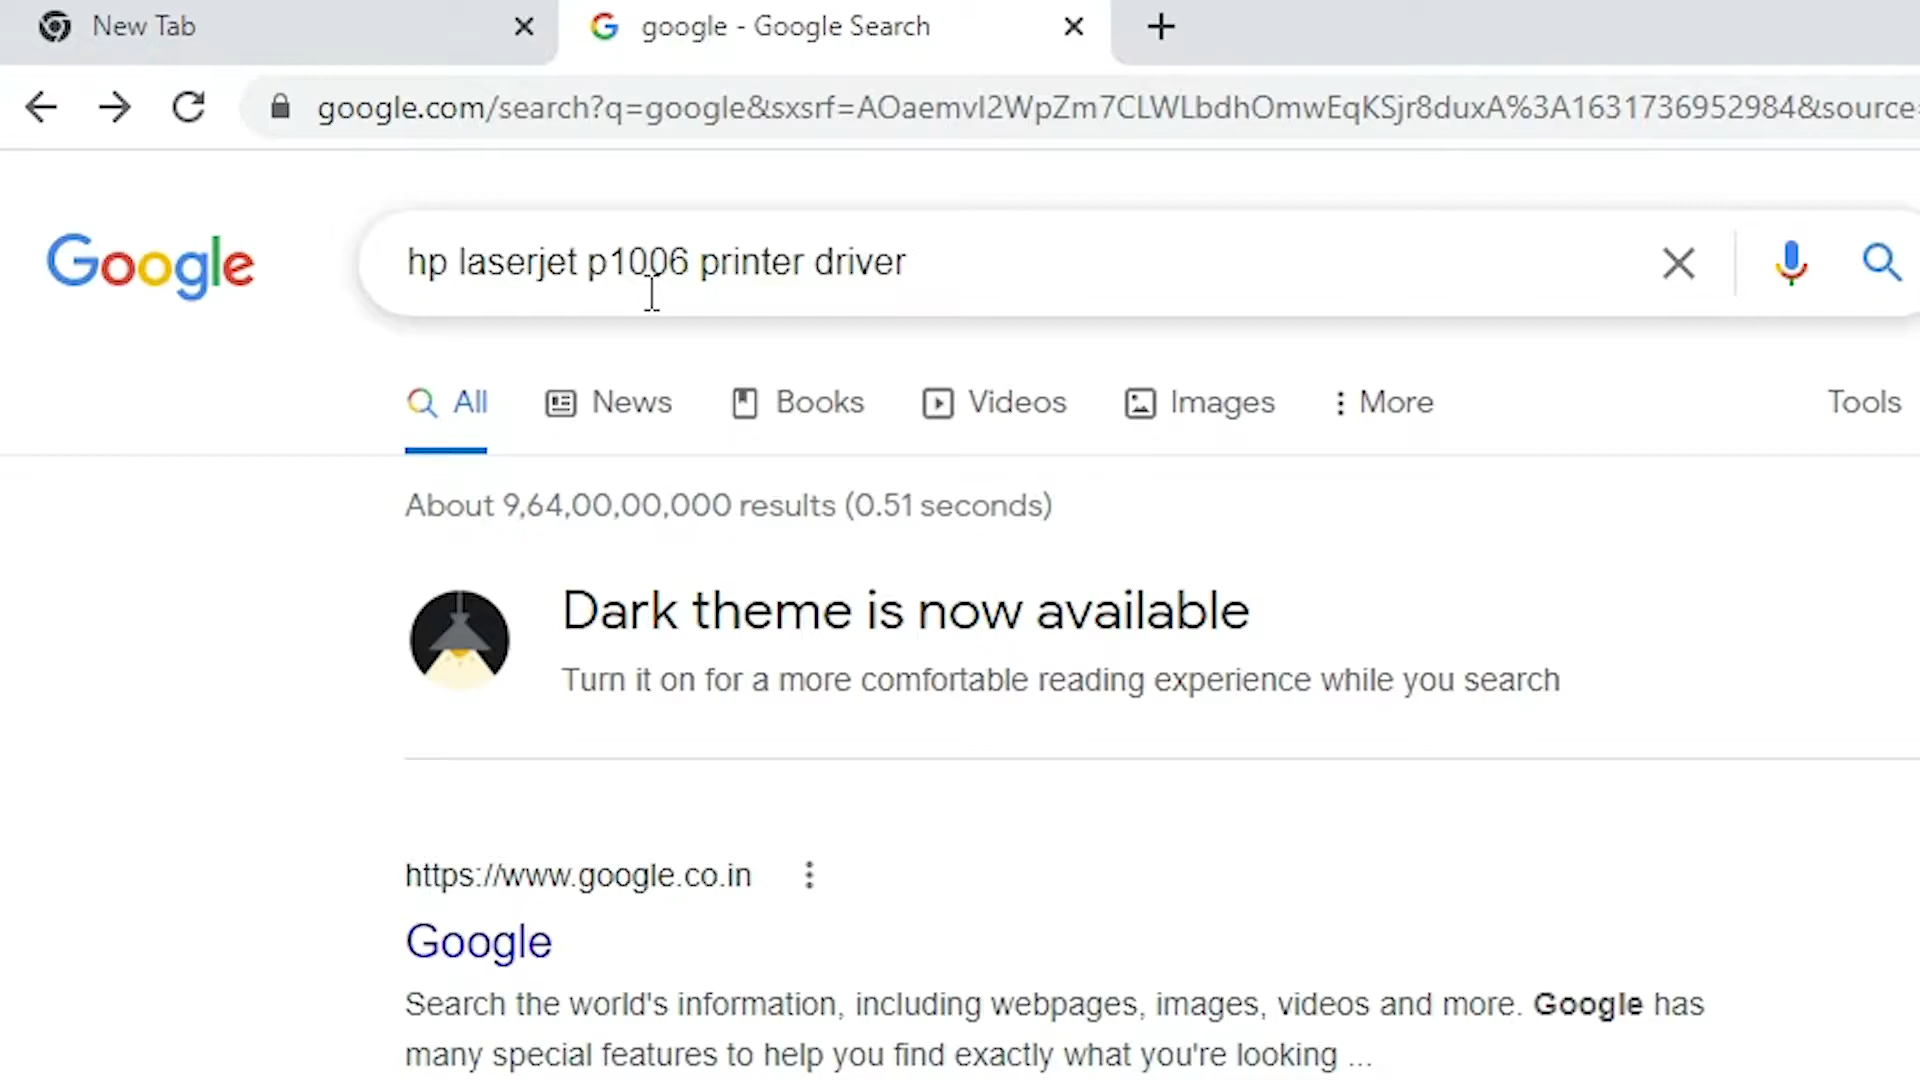 New Tab
google - Google Search
google.com/search?q=google&sxsrf=AOaemvI2WpZm7CLWLbdhOmwEqKSjr8duxA%3A1631736952984&source=
Google
hp laserjet p1006 printer driver
All
News
Books
Videos
Images
More
Tools
About 9,64,00,00,000 results (0.51 seconds)
Dark theme is now available
Turn it on for a more comfortable reading experience while you search
https://www.google.co.in
Google
Search the world's information, including webpages, images, videos and more. Google has
many special features to help you find exactly what you're looking ...